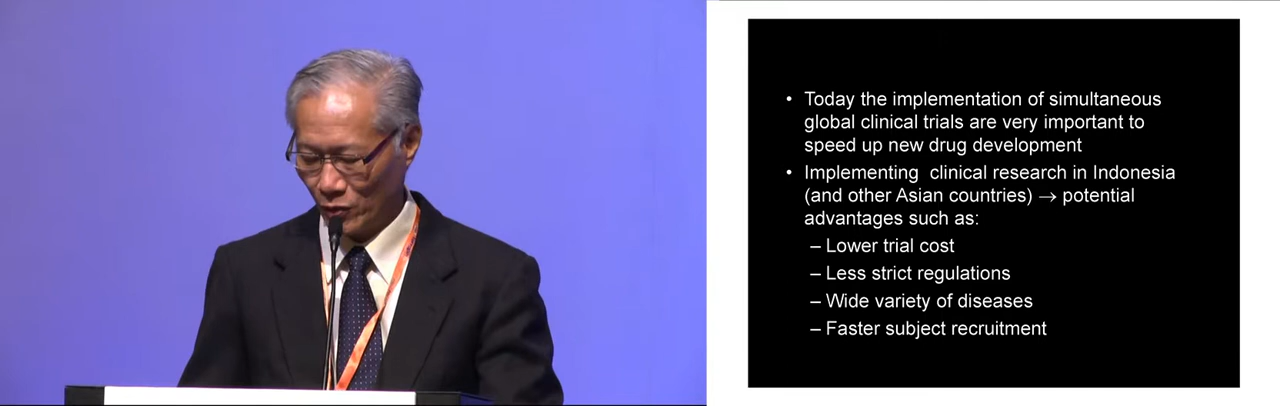 • Today the implementation of simultaneous
global clinical trials are very important to
speed up new drug development
• Implementing clinical research in Indonesia
(and other Asian countries) → potential
advantages such as:
– Lower trial cost
– Less strict regulations
– Wide variety of diseases
– Faster subject recruitment